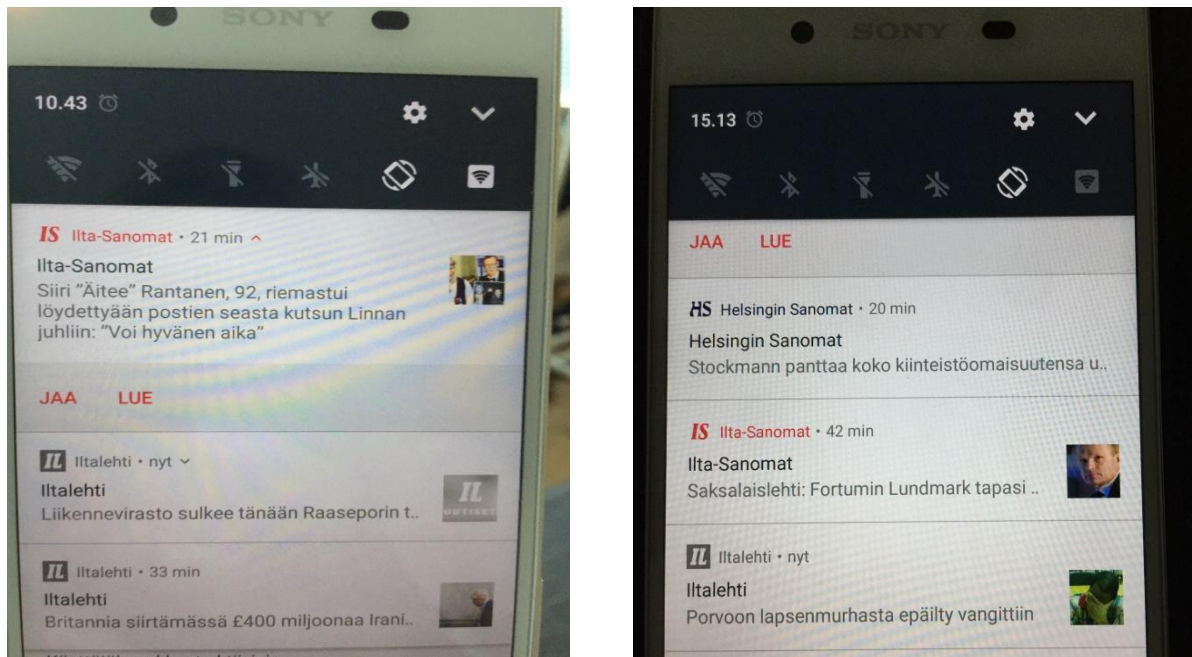 SONY
10.43
IS Ilta-Sanomat • 21 min
Ilta-Sanomat
Siiri ”Äitee” Rantanen, 92, riemastui
löydettyään postien seasta kutsun Linnan
juhliin: ”Voi hyvänen aika”
JAA LUE
IL Iltalehti • nyt
Iltalehti
Liikennevirasto sulkee tänään Raaseporin t..
IL
UUTISET
IL Iltalehti • 33 min
Iltalehti
Britannia siirtämässä £400 miljoonaa Irani..
SONY
15.13
JAA LUE
HS Helsingin Sanomat • 20 min
Helsingin Sanomat
Stockmann panttaa koko kiinteistöomaisuutensa u..
IS Ilta-Sanomat • 42 min
Ilta-Sanomat
Saksalaislehti: Fortumin Lundmark tapasi ..
IL Iltalehti • nyt
Iltalehti
Porvoon lapsenmurhasta epäilty vangittiin